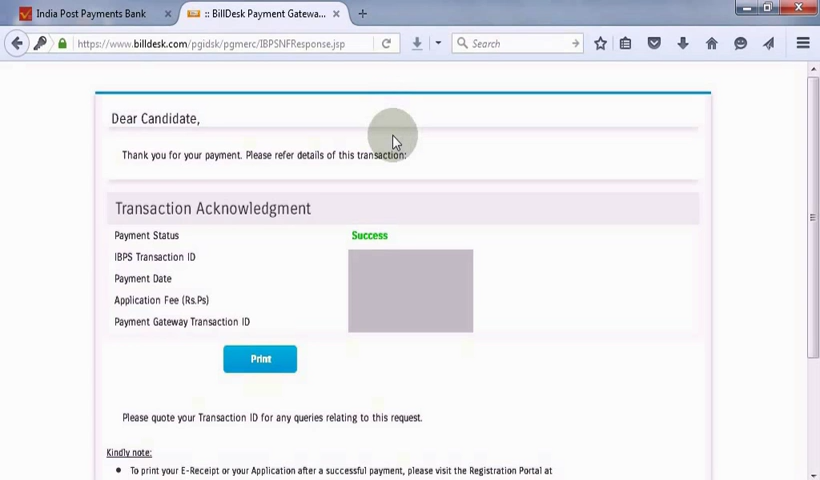 India Post Payments Bank
:: BillDesk Payment Gatewa...
https://www.billdesk.com/pgidsk/pgmerc/IBPSNFResponse.jsp
Search
Dear Candidate,
Thank you for your payment. Please refer details of this transaction:
Transaction Acknowledgment
Payment Status Success
IBPS Transaction ID
Payment Date
Application Fee (Rs.Ps)
Payment Gateway Transaction ID
Print
Please quote your Transaction ID for any queries relating to this request.
Kindly note:
To print your E-Receipt or your Application after a successful payment, please visit the Registration Portal at